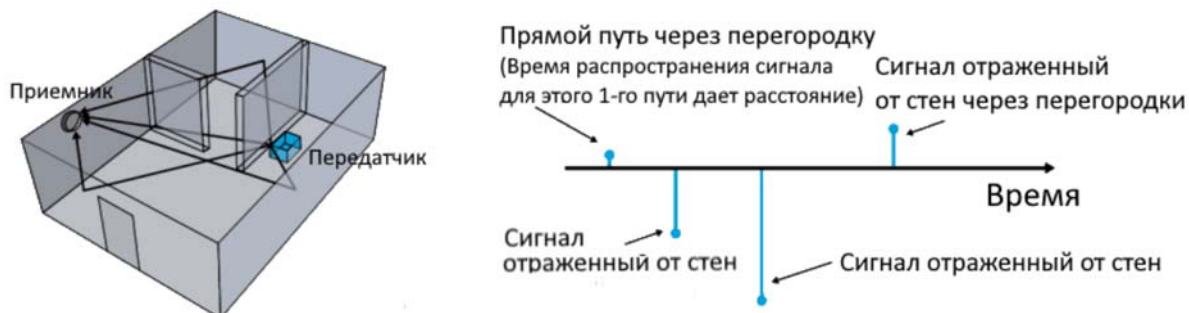 Приемник
Передатчик
Прямой путь через перегородку
(Время распространения сигнала
для этого 1-го пути дает расстояние)
Сигнал отраженный
от стен через перегородки
Время
Сигнал
отраженный от стен
Сигнал отраженный от стен